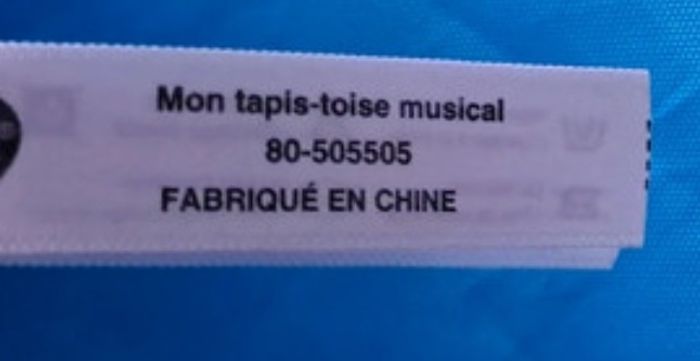 Mon tapis-toise musical
80-505505
FABRIQUÉ EN CHINE